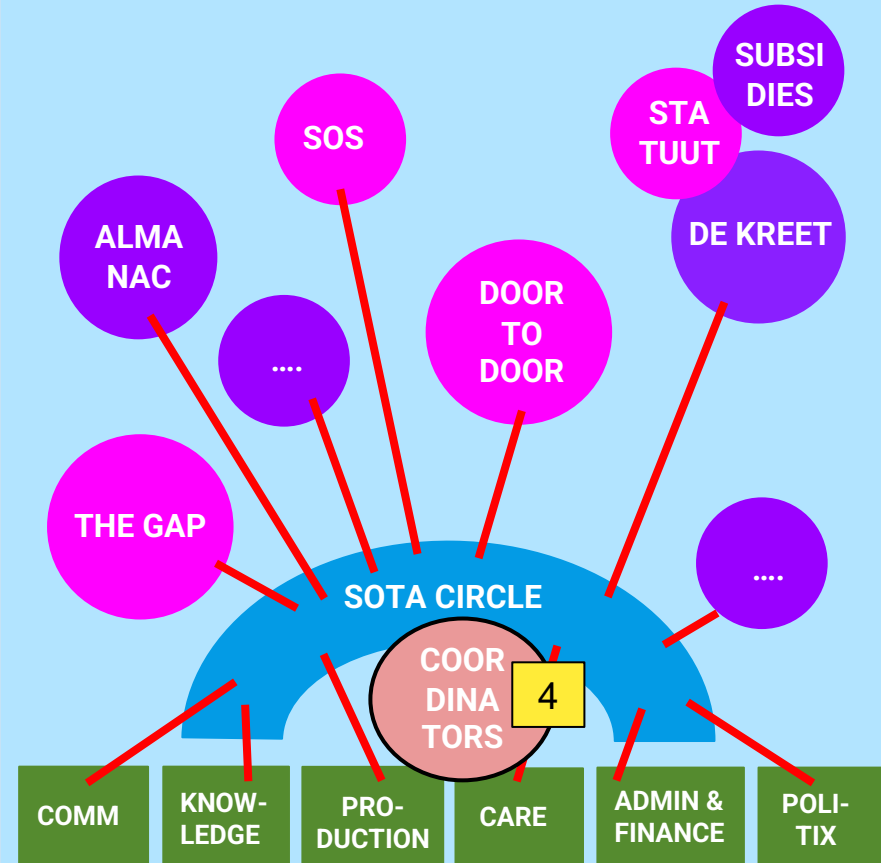 SUBSI
DIES
STA
TUUT
SOS
DE KREET
ALMA
NAC
DOOR
TO
DOOR
....
THE GAP
....
SOTA CIRCLE
COOR
DINA
TORS
4
COMM
KNOW-
LEDGE
PRO-
DUCTION
CARE
ADMIN &
FINANCE
POLI-
TIX